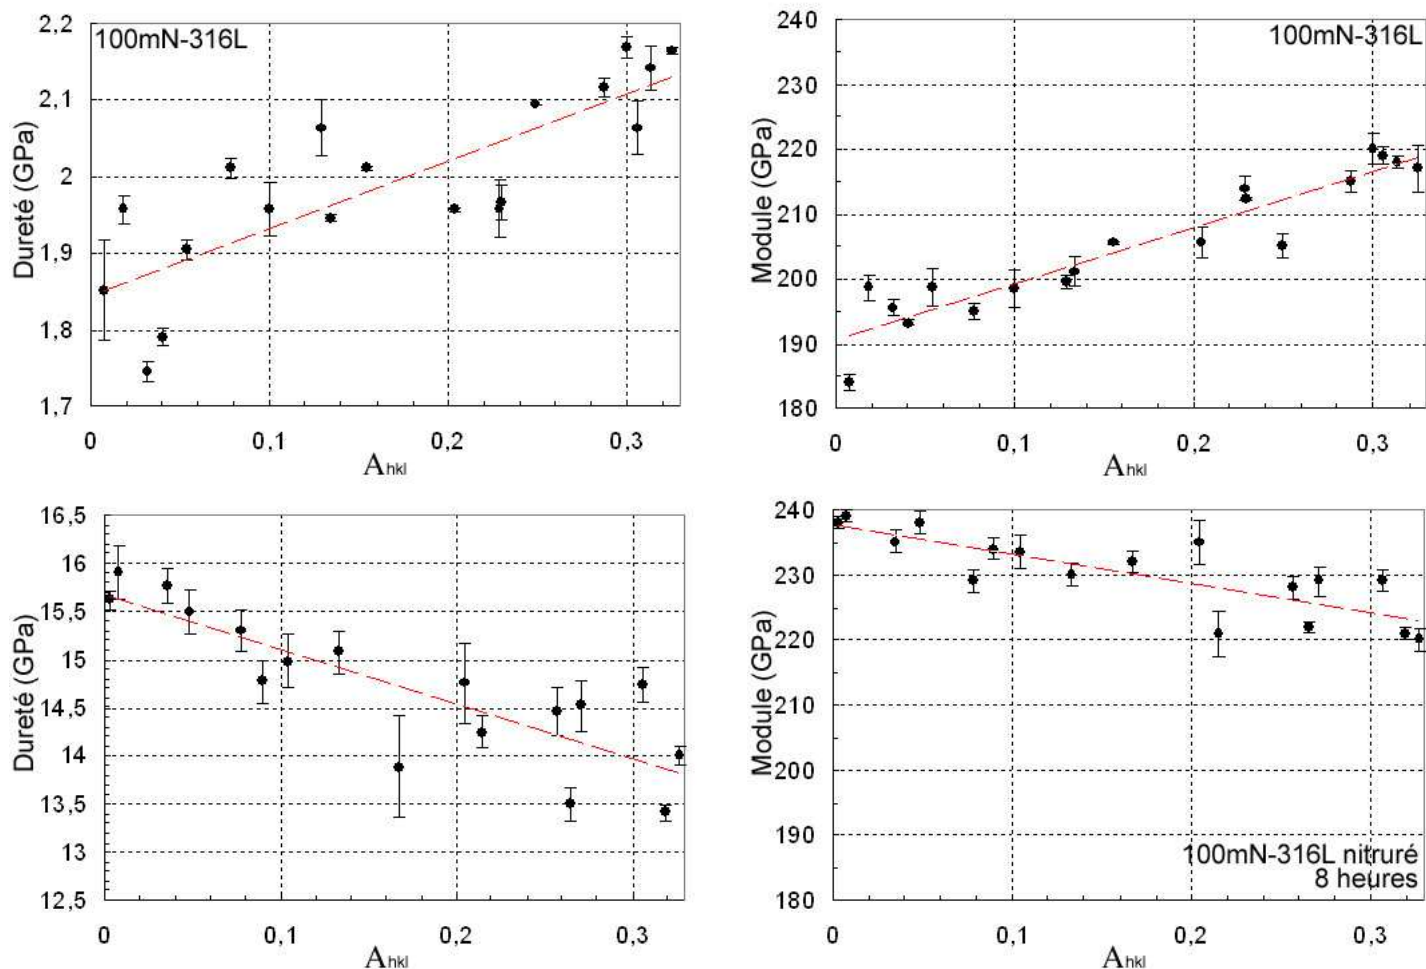 2,2
100mN-316L
2,1
2
1,9
1,8
1,7
Dureté (GPa)
0 0,1 0,2 0,3
Ahkl
240
100mN-316L
230
220
210
200
190
180
Module (GPa)
0 0,1 0,2 0,3
Ahkl
16,5
16
15,5
15
14,5
14
13,5
13
12,5
Dureté (GPa)
0 0,1 0,2 0,3
Ahkl
240
230
220
210
200
190
180
Module (GPa)
100mN-316L nitruré
8 heures
0 0,1 0,2 0,3
Ahkl